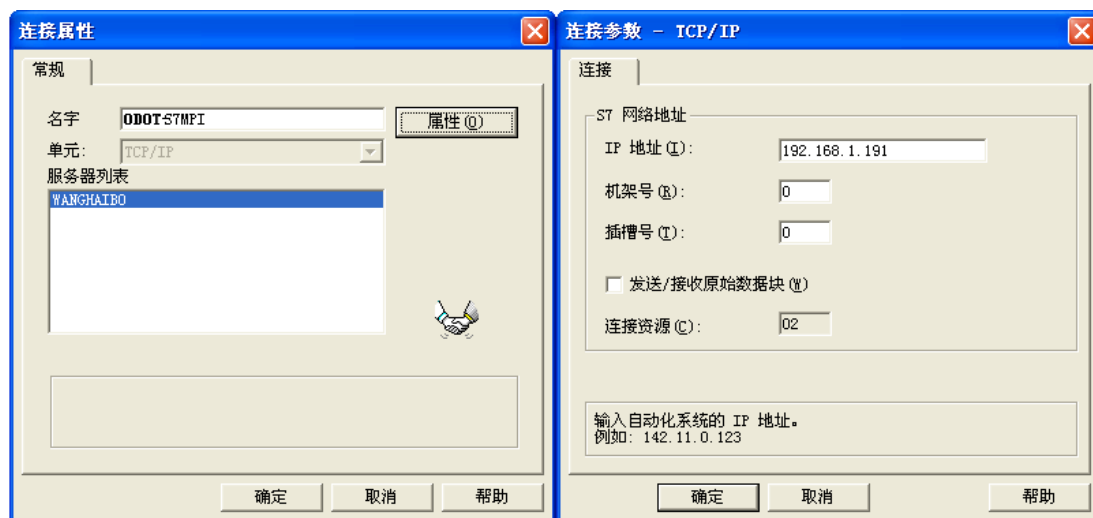 连接属性
常规
名字
ODOT-S7MPI
属性(O)
单元:
TCP/IP
服务器列表
WANGHAIBO
确定
取消
帮助
连接参数 - TCP/IP
连接
S7 网络地址
IP 地址(I):
192.168.1.191
机架号(R):
0
插槽号(T):
0
发送/接收原始数据块(W)
连接资源(C):
02
输入自动化系统的 IP 地址。
例如: 142.11.0.123
确定
取消
帮助